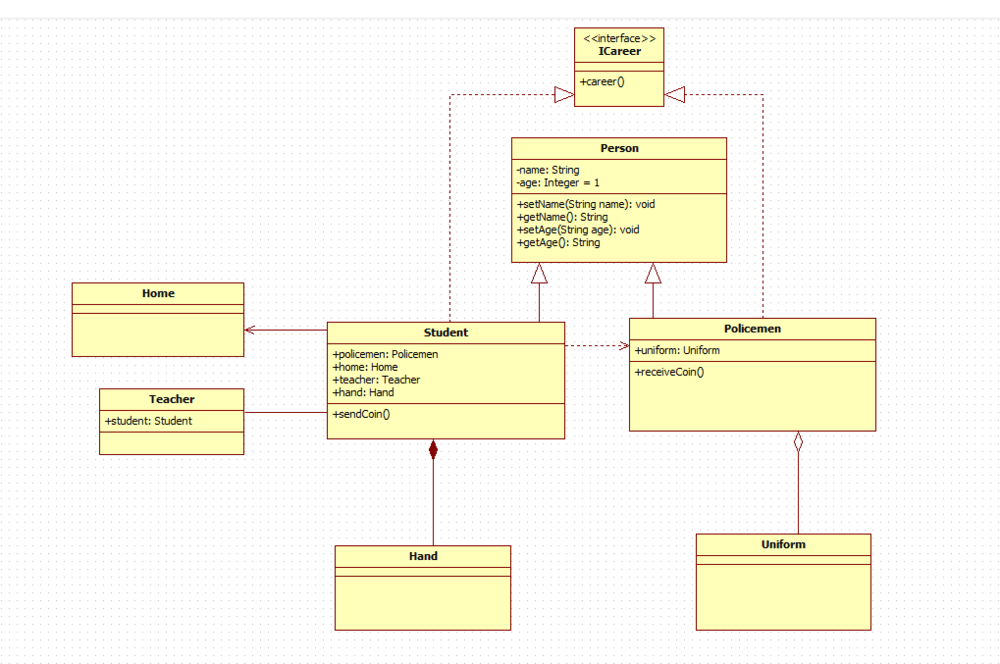 <<interface>>
ICareer
+career()
Person
-name: String
-age: Integer = 1
+setName(String name): void
+getName(): String
+setAge(String age): void
+getAge(): String
Home
Student
+policemen: Policemen
+home: Home
+teacher: Teacher
+hand: Hand
+sendCoin()
Policemen
+uniform: Uniform
+receiveCoin()
Teacher
+student: Student
Hand
Uniform